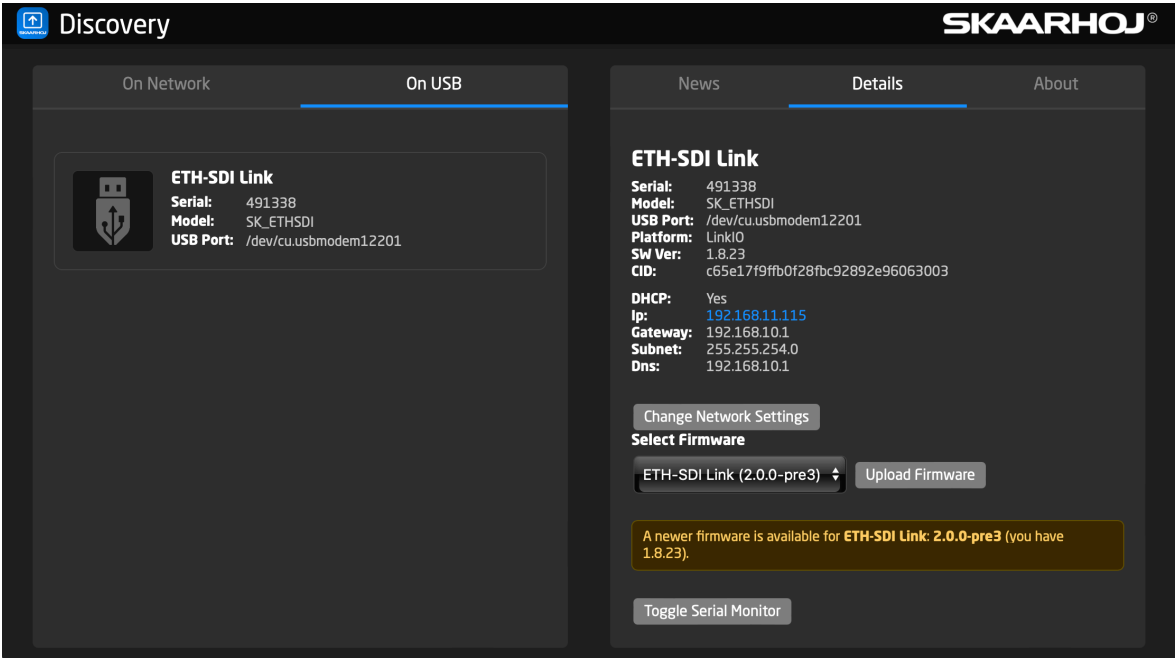 Discovery
SKAARHOJ®
SKAARHOJ
On Network
On USB
ETH-SDI Link
Serial: 491338
Model: SK_ETHSDI
USB Port: /dev/cu.usbmodem12201
News
Details
About
ETH-SDI Link
Serial: 491338
Model: SK_ETHSDI
USB Port: /dev/cu.usbmodem12201
Platform: LinkIO
SW Ver: 1.8.23
CID: c65e17f9ffb0f28fbc92892e96063003
DHCP: Yes
Ip: 192.168.11.115
Gateway: 192.168.10.1
Subnet: 255.255.254.0
Dns: 192.168.10.1
Change Network Settings
Select Firmware
ETH-SDI Link (2.0.0-pre3)
Upload Firmware
A newer firmware is available for ETH-SDI Link: 2.0.0-pre3 (you have
1.8.23).
Toggle Serial Monitor